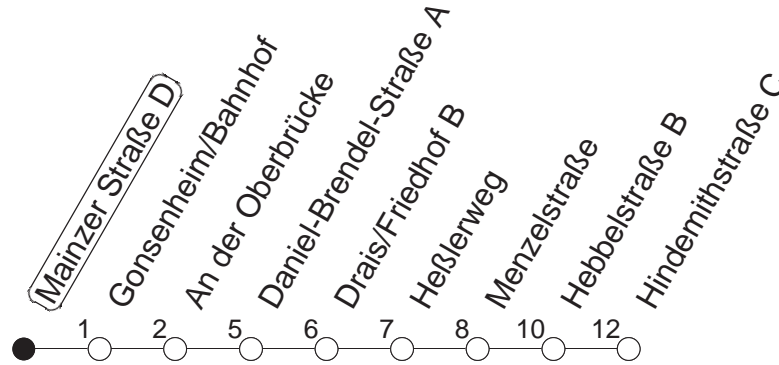 Mainzer Straße D
Gonsenheim/Bahnhof
An der Oberbrücke
Daniel-Brendel-Straße A
Drais/Friedhof B
Heßlerweg
Menzelstraße
Hebbelstraße B
Hindemithstraße C
1 2 5 6 7 8 10 12